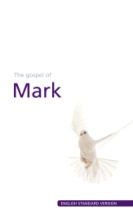 The gospel of
Mark
ENGLISH STANDARD VERSION